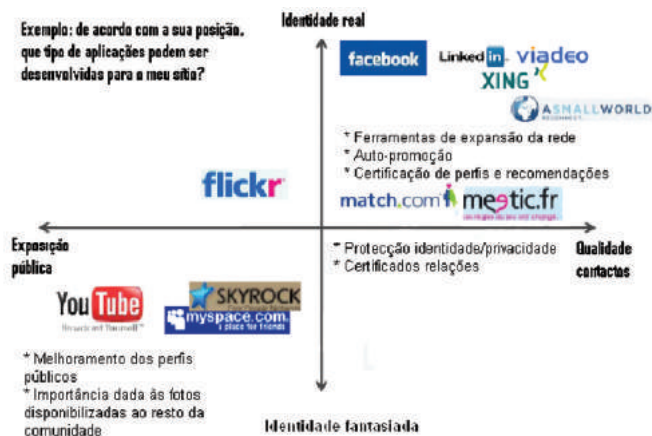 Exemplo: de acordo com a sua posição,
que tipo de aplicações podem ser
desenvolvidas para o meu sítio?
Identidade real
facebook
Linked in
viadeo
XING
ASMALLWORLD
* Ferramentas de expansão da rede
* Auto-promoção
* Certificação de perfis e recomendações
flickr
match.com
meetic.fr
Exposição
pública
* Protecção identidade/privacidade
* Certificados relações
Qualidade
contactos
YouTube
SKYROCK
myspace.com
a place for friends
* Melhoramento dos perfis
públicos
* Importância dada às fotos
disponibilizadas ao resto da
comunidade
Identidade fantasiada